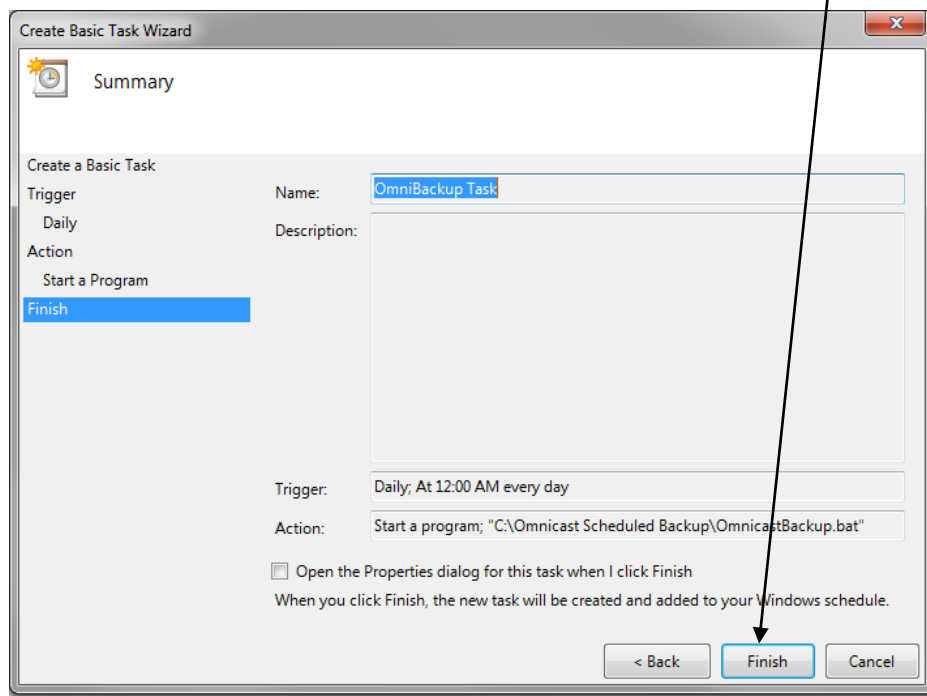 Create Basic Task Wizard
Summary
Create a Basic Task
Trigger
Daily
Action
Start a Program
Finish
Name: OmniBackup Task
Description:
Trigger: Daily; At 12:00 AM every day
Action: Start a program; "C:\Omnicast Scheduled Backup\OmnicastBackup.bat"
Open the Properties dialog for this task when I click Finish
When you click Finish, the new task will be created and added to your Windows schedule.
< Back Finish Cancel